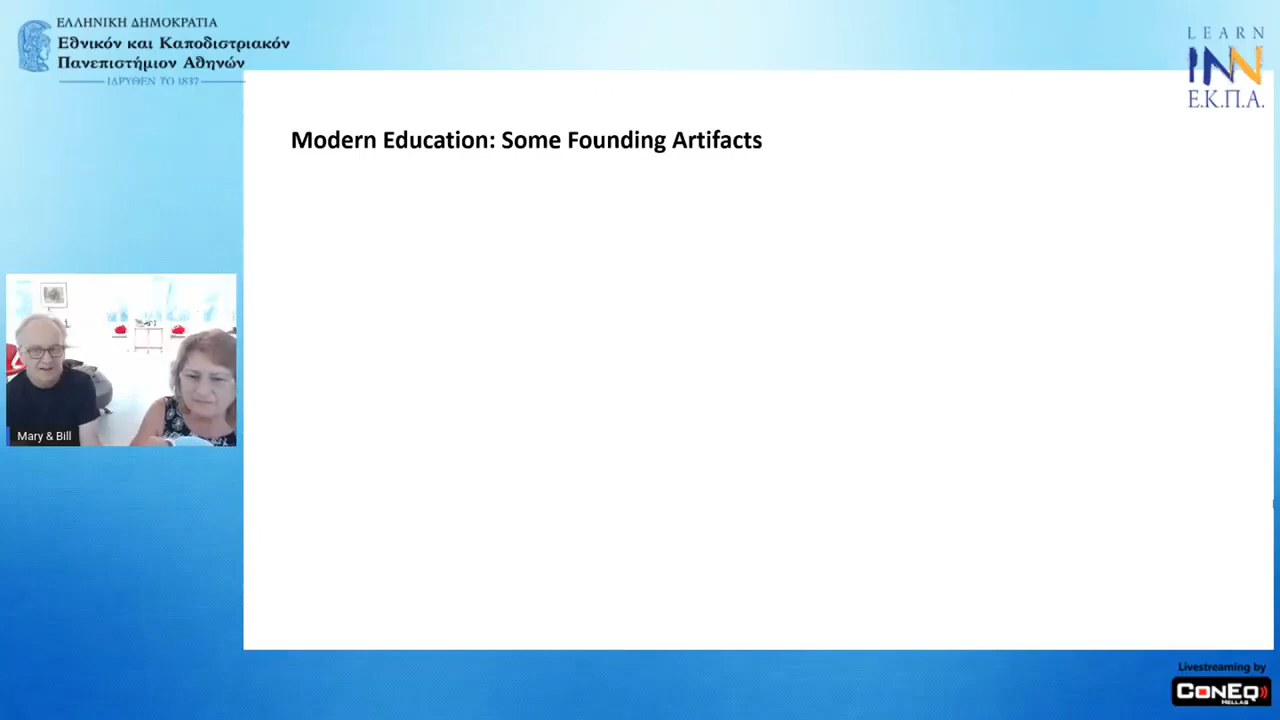 ΕΛΛΗΝΙΚΗ ΔΗΜΟΚΡΑΤΙΑ
Εθνικόν και Καποδιστριακόν
Πανεπιστήμιον Αθηνών
ΙΔΡΥΘΕΝ ΤΟ 1837
LEARN
INN
Ε.Κ.Π.Α.
Modern Education: Some Founding Artifacts
Mary & Bill
Livestreaming by
CONEQ
HELLAS